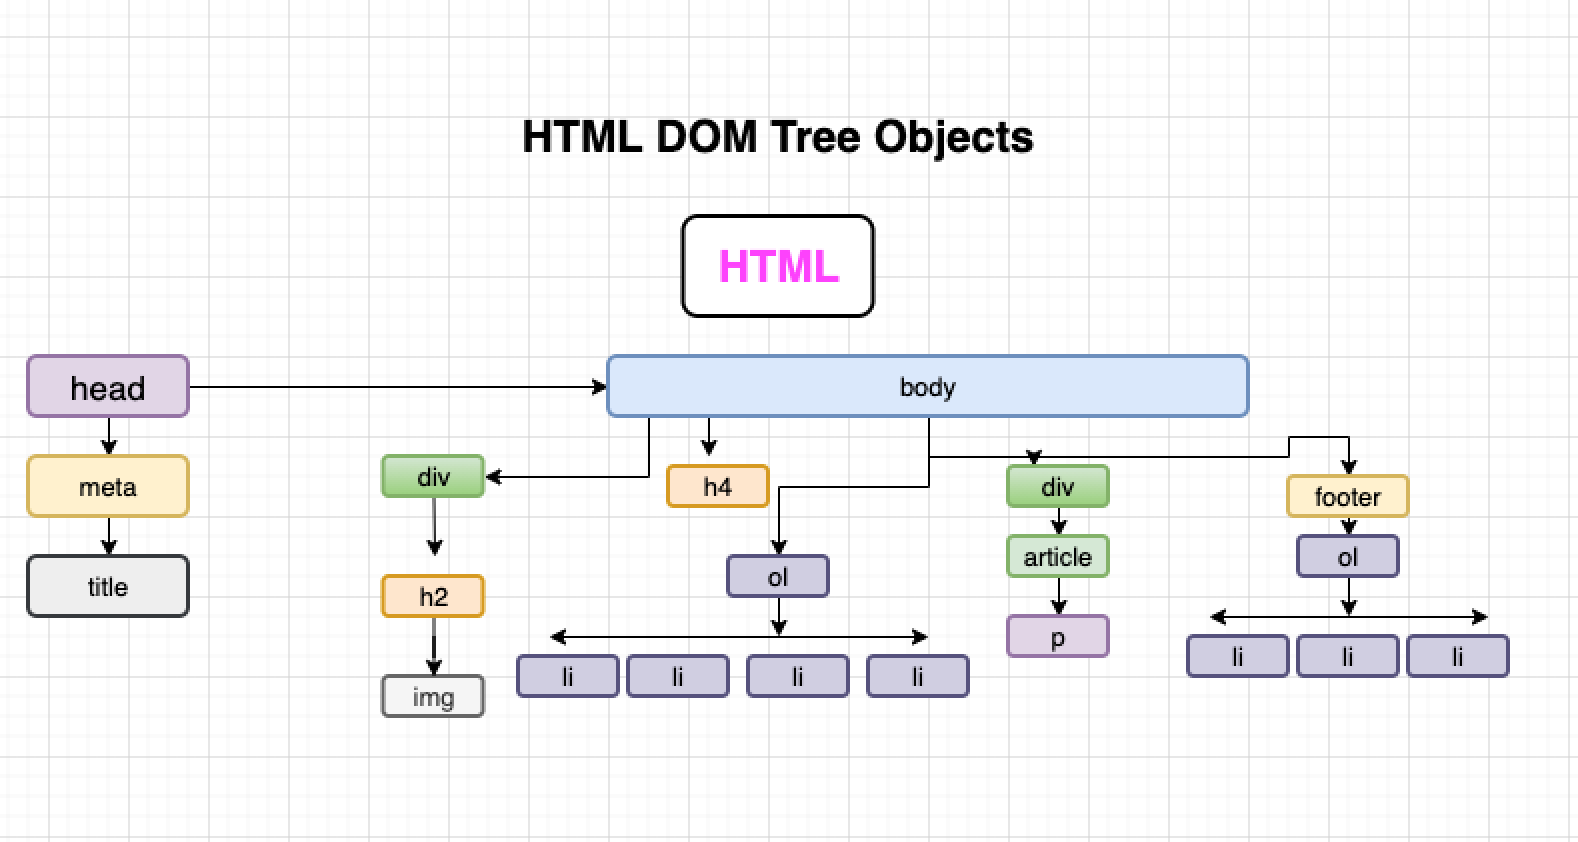 HTML DOM Tree Objects
HTML
head
body
meta
div
h4
div
footer
title
h2
ol
article
ol
img
li
li
li
li
p
li
li
li